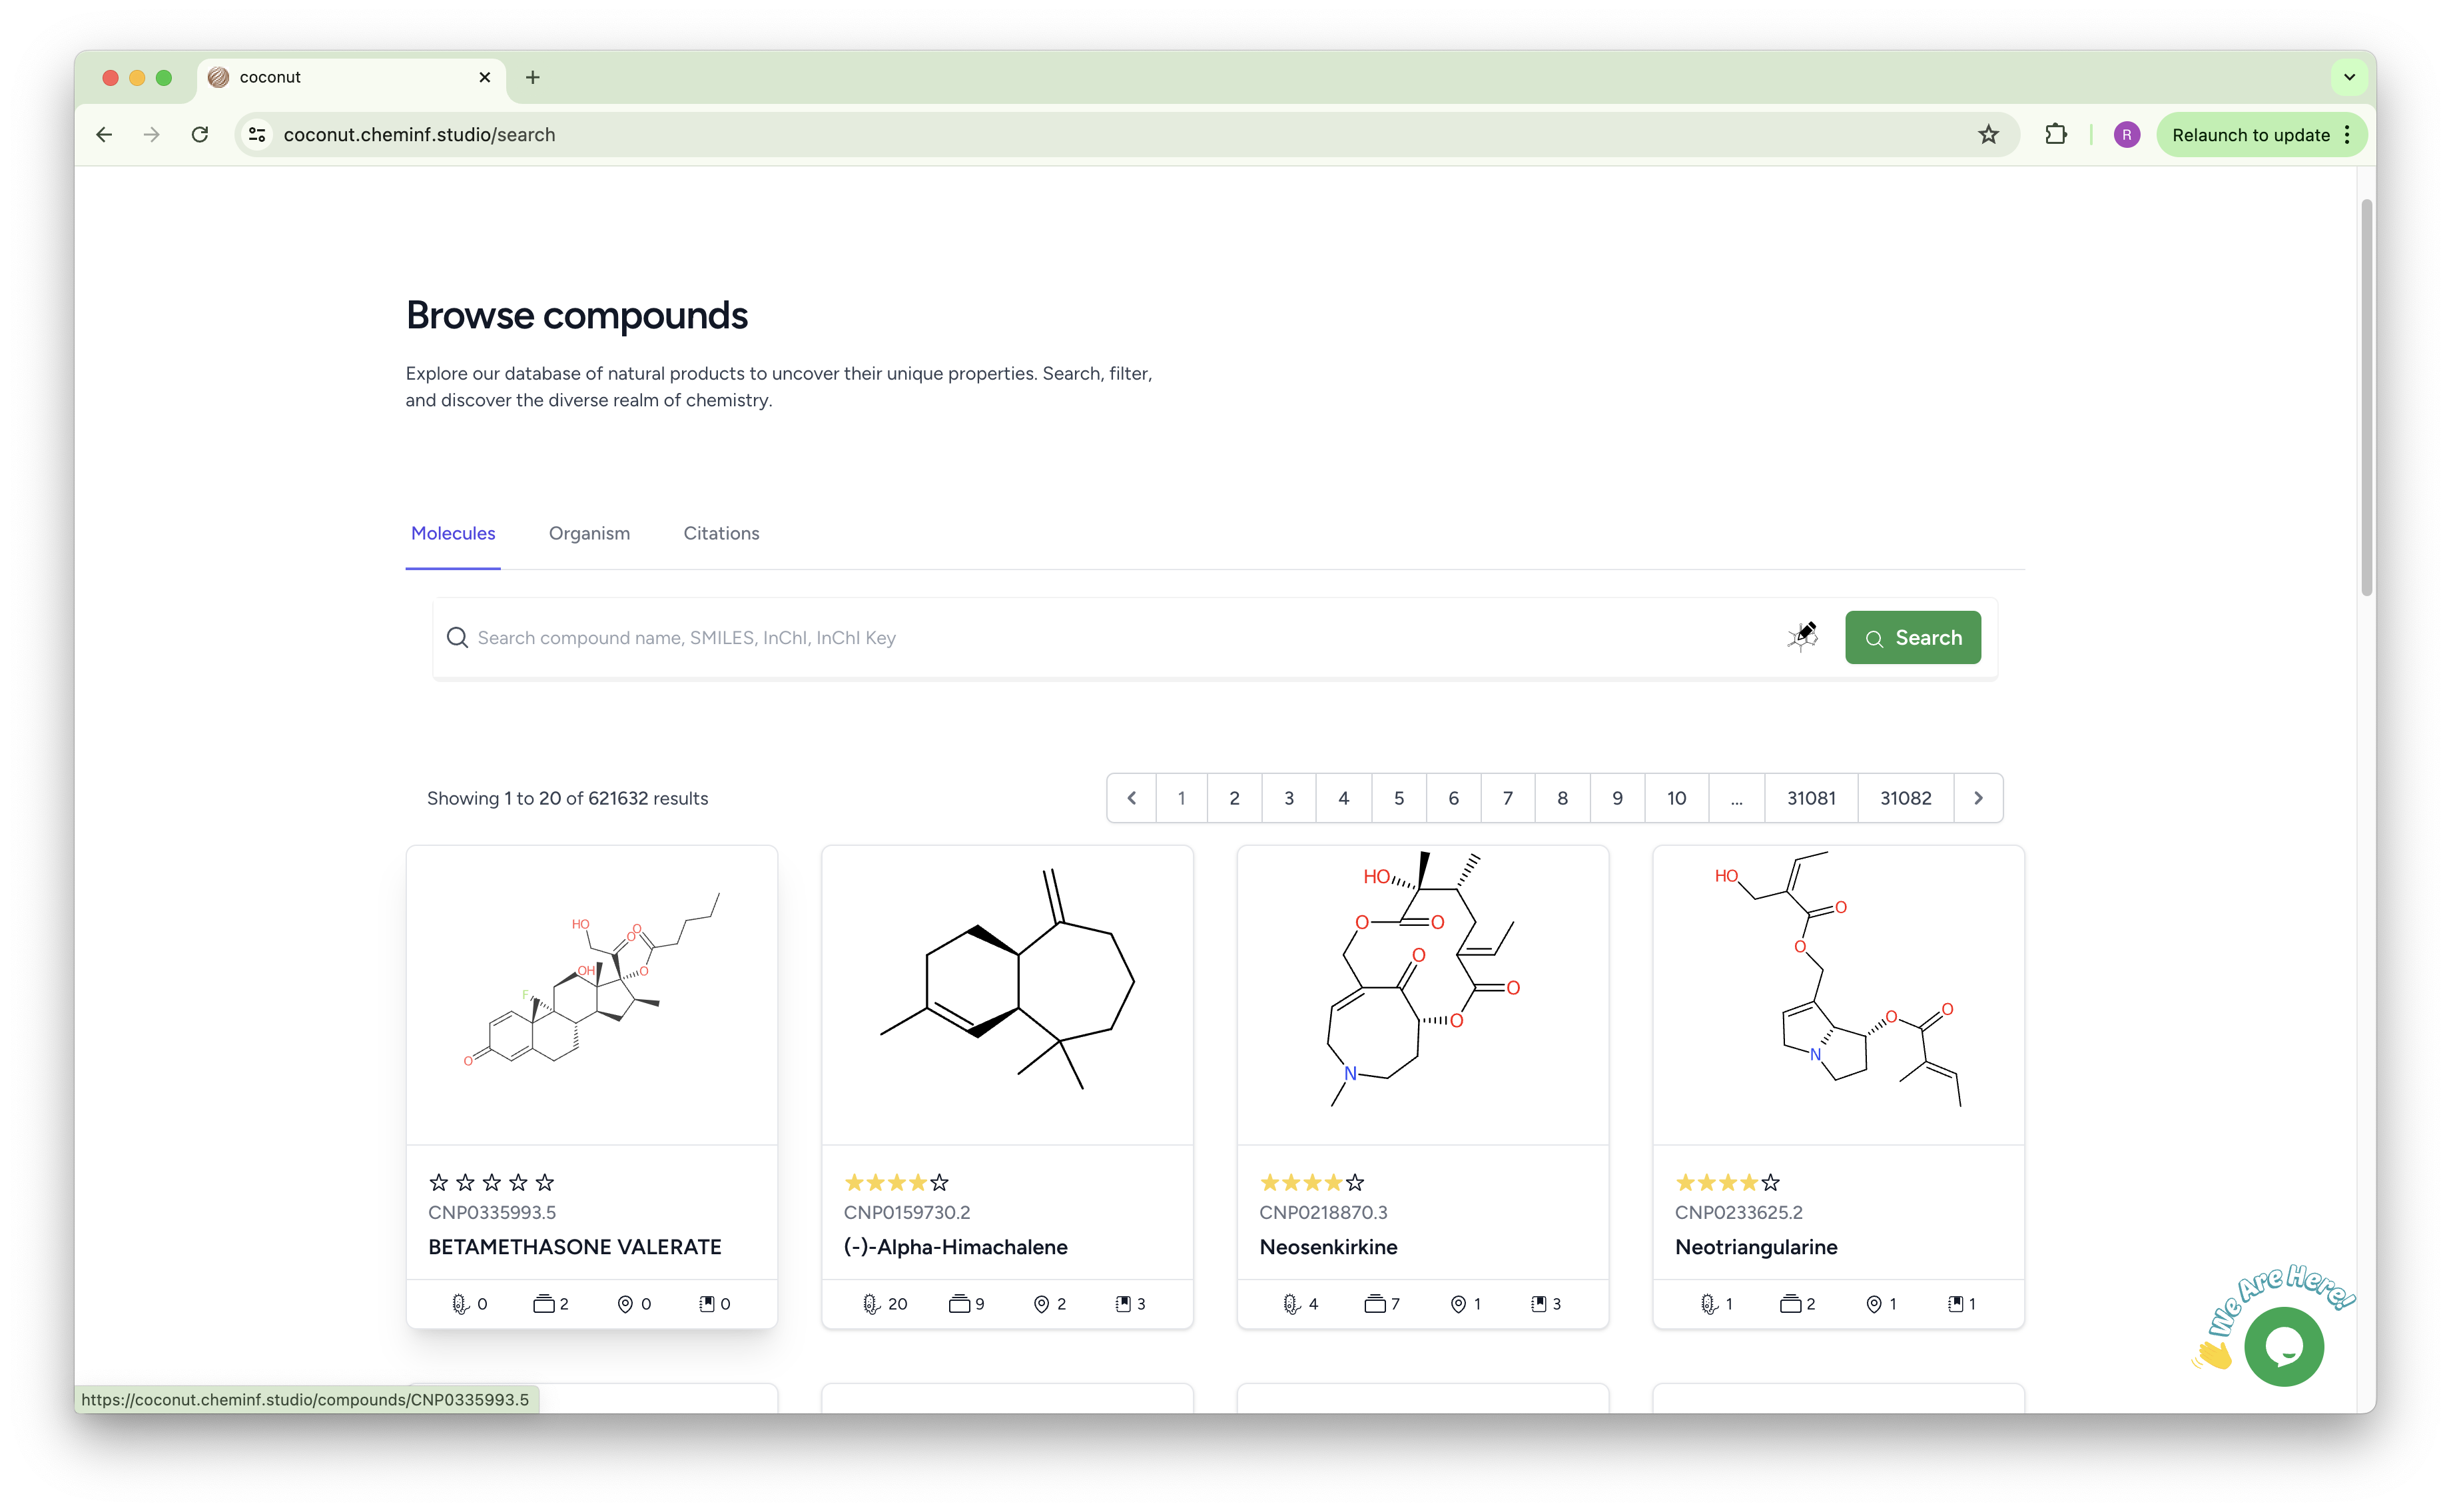 coconut
coconut.cheminf.studio/search
R
Relaunch to update
Browse compounds
Explore our database of natural products to uncover their unique properties. Search, filter,
and discover the diverse realm of chemistry.
Molecules Organism Citations
Search compound name, SMILES, InChI, InChI Key
Search
Showing 1 to 20 of 621632 results
1 2 3 4 5 6 7 8 9 10 ... 31081 31082
HO O O OH O F O
HO O O O O O N
HO O O O O N
CNP0335993.5
BETAMETHASONE VALERATE
0 2 0 0
CNP0159730.2
(-)-Alpha-Himachalene
20 9 2 3
CNP0218870.3
Neosenkirkine
4 7 1 3
CNP0233625.2
Neotriangularine
1 2 1 1
We Are Here!
https://coconut.cheminf.studio/compounds/CNP0335993.5